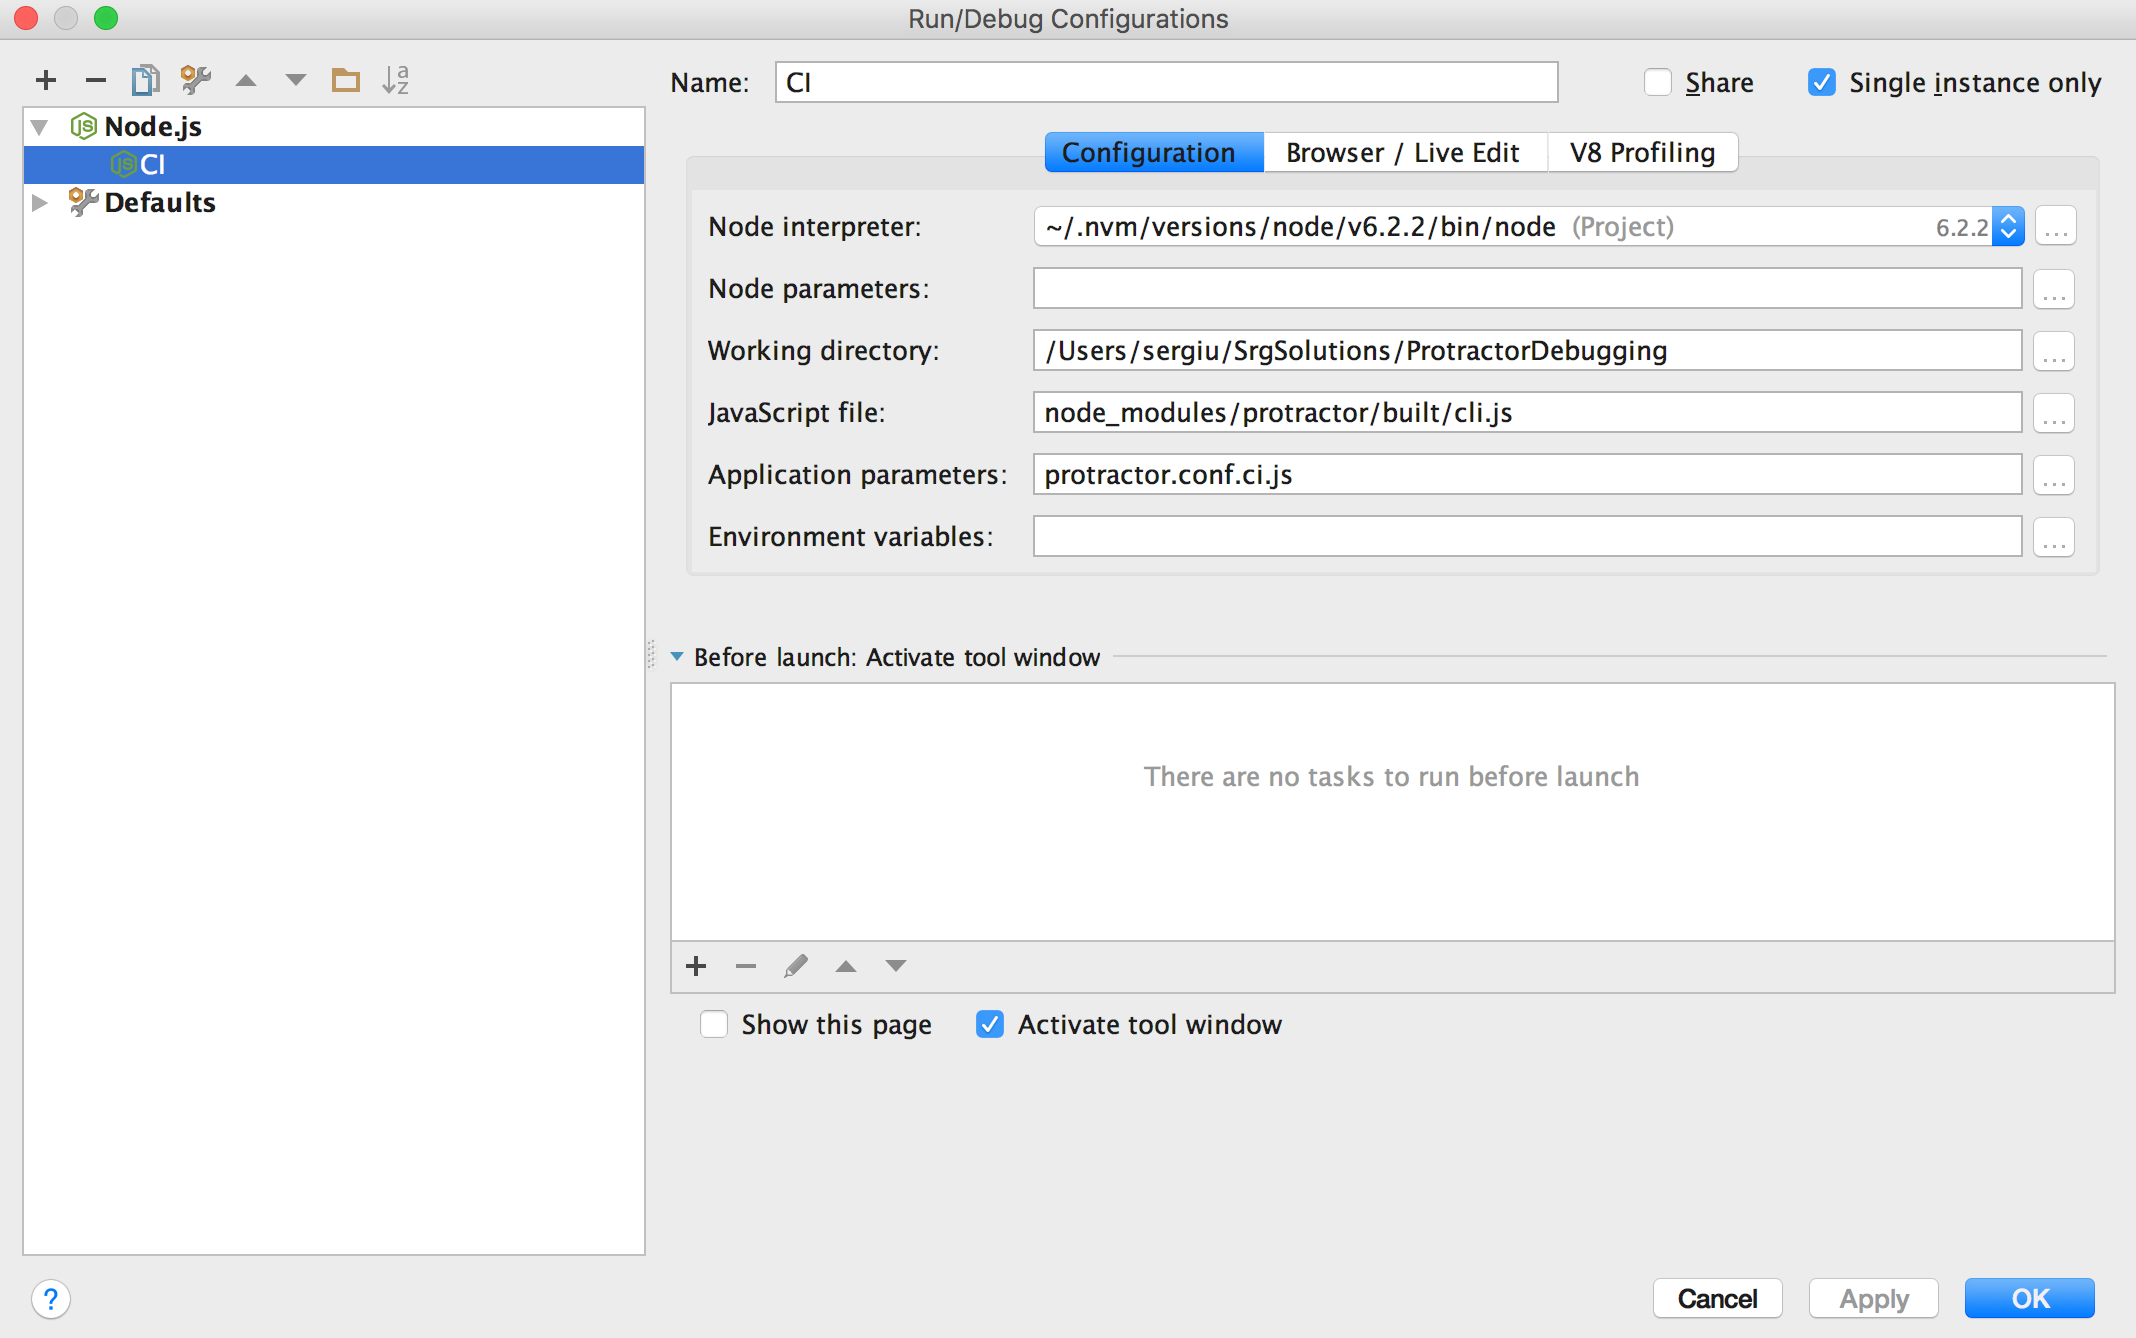 Run/Debug Configurations
Name: CI Share Single instance only
Node.js
CI
Defaults
Configuration Browser / Live Edit V8 Profiling
Node interpreter: ~/.nvm/versions/node/v6.2.2/bin/node (Project) 6.2.2 ...
Node parameters: ...
Working directory: /Users/sergiu/SrgSolutions/ProtractorDebugging ...
JavaScript file: node_modules/protractor/built/cli.js ...
Application parameters: protractor.conf.ci.js ...
Environment variables: ...
Before launch: Activate tool window
There are no tasks to run before launch
Show this page Activate tool window
? Cancel Apply OK